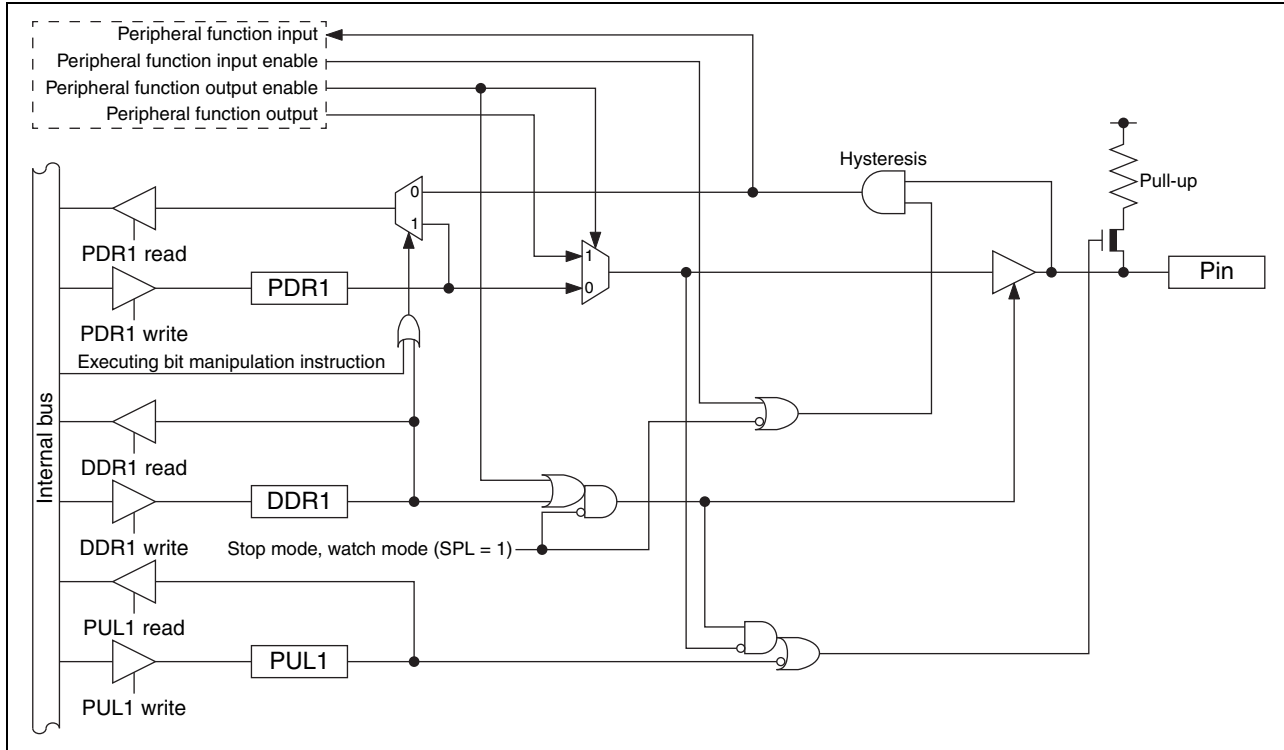 Peripheral function input
Peripheral function input enable
Peripheral function output enable
Peripheral function output
Hysteresis
Pull-up
0
1
PDR1 read
1
0
Pin
PDR1
PDR1 write
Executing bit manipulation instruction
Internal bus
DDR1 read
DDR1
DDR1 write
Stop mode, watch mode (SPL = 1)
PUL1 read
PUL1
PUL1 write